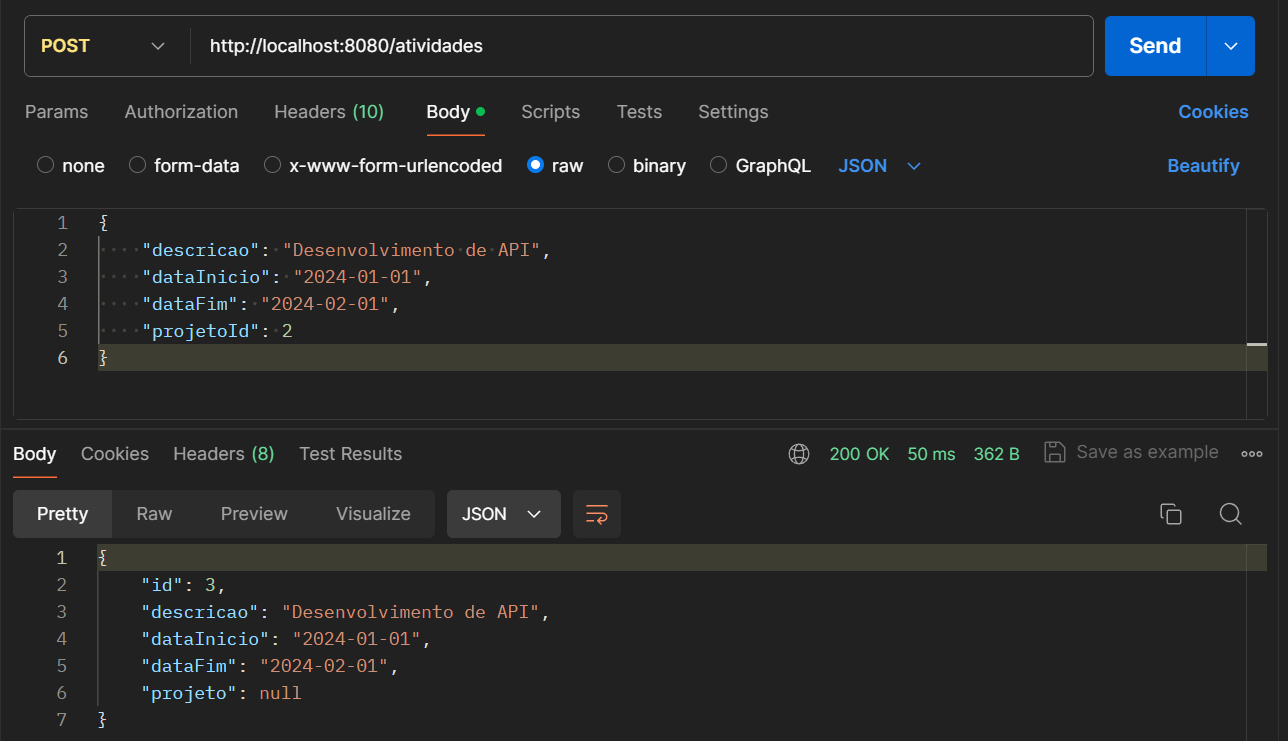 POST http://localhost:8080/atividades Send
Params Authorization Headers (10) Body Scripts Tests Settings Cookies
none form-data x-www-form-urlencoded raw binary GraphQL JSON Beautify
1 {
2 ····"descricao":·"Desenvolvimento·de·API",
3 ····"dataInicio":·"2024-01-01",
4 ····"dataFim":·"2024-02-01",
5 ····"projetoId":·2
6 }
Body Cookies Headers (8) Test Results 200 OK 50 ms 362 B Save as example
Pretty Raw Preview Visualize JSON
1 {
2 "id": 3,
3 "descricao": "Desenvolvimento de API",
4 "dataInicio": "2024-01-01",
5 "dataFim": "2024-02-01",
6 "projeto": null
7 }